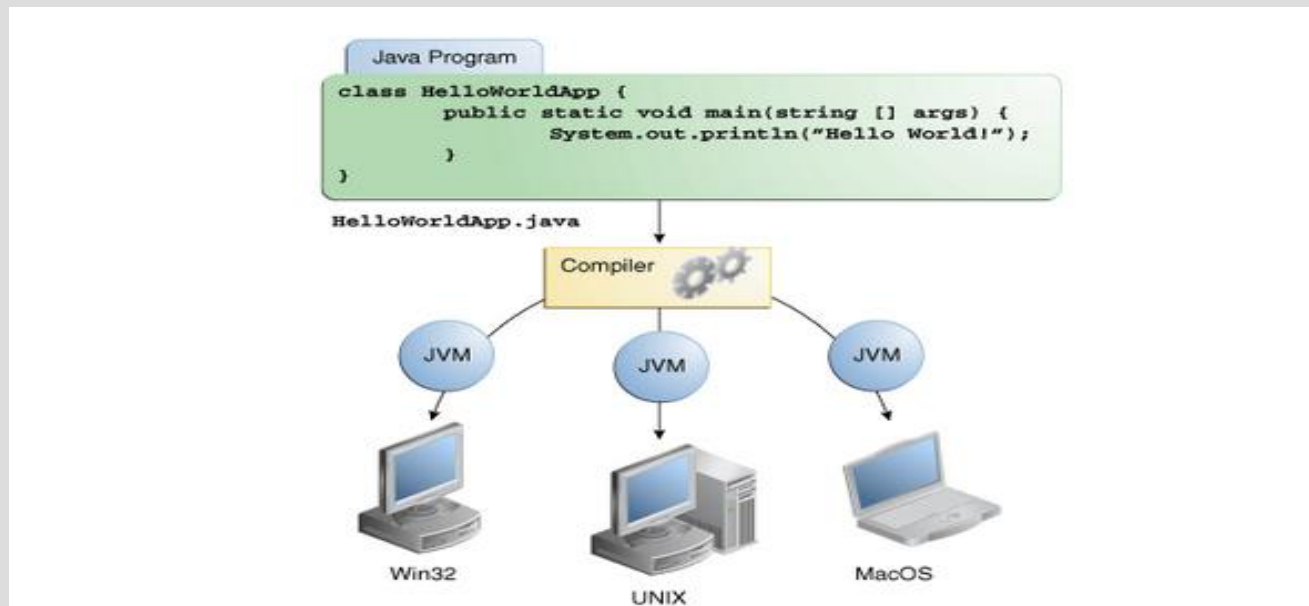 Java Program
class HelloWorldApp {
public static void main(string [] args) {
System.out.println("Hello World!");
}
}
HelloWorldApp.java
Compiler
JVM
JVM
JVM
Win32
UNIX
MacOS